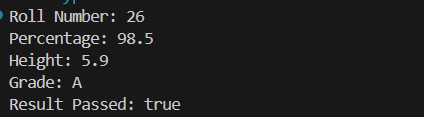 Roll Number: 26
Percentage: 98.5
Height: 5.9
Grade: A
Result Passed: true